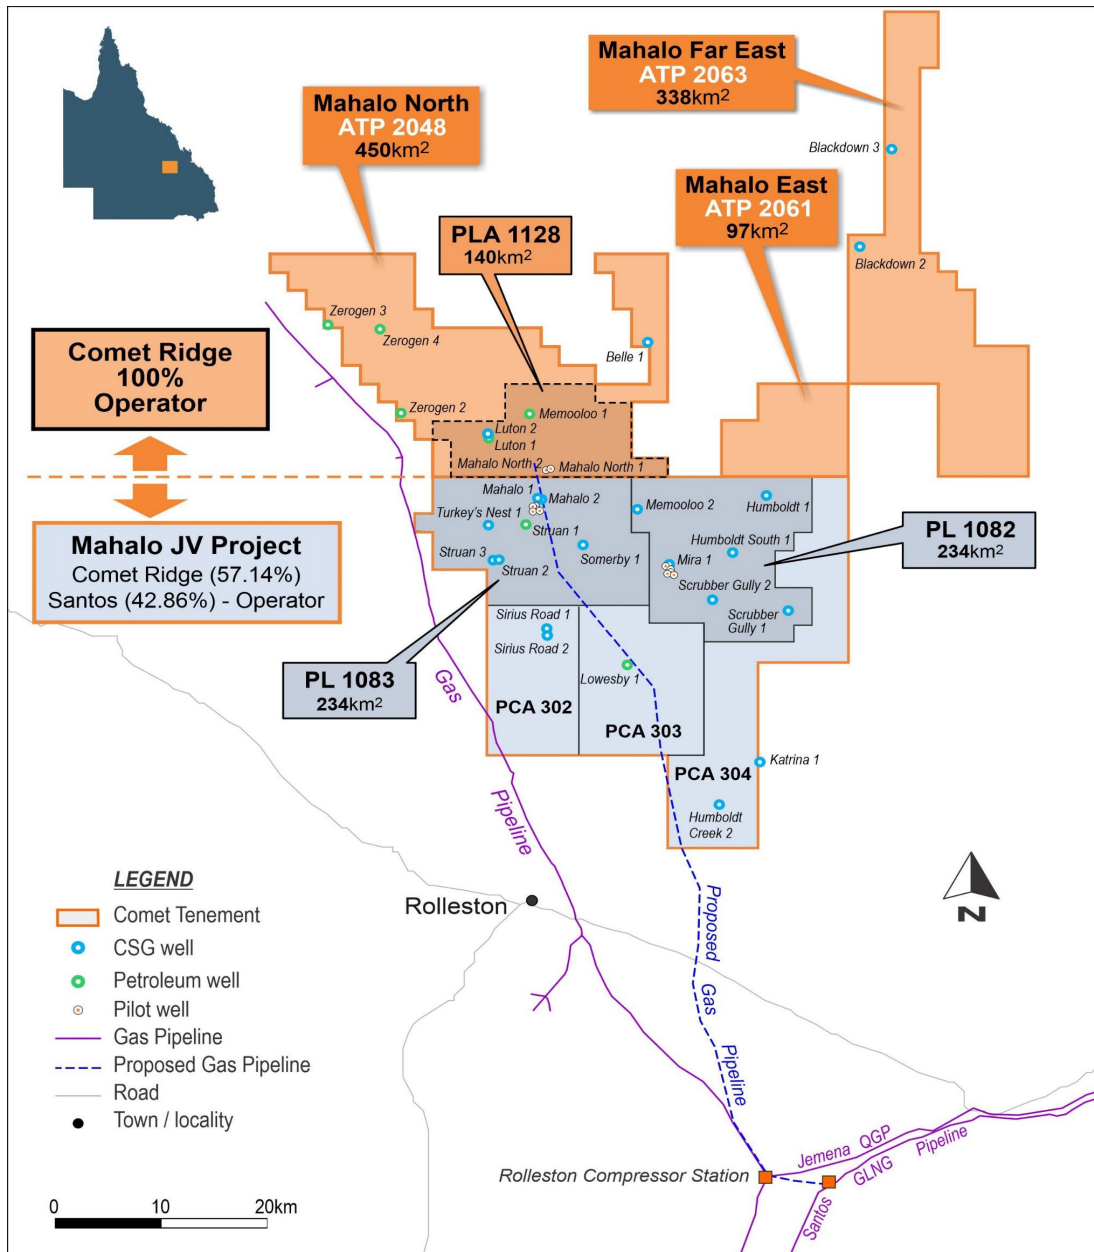 Mahalo Far East
ATP 2063
338km²
Mahalo North
ATP 2048
450km²
Blackdown 3
Mahalo East
ATP 2061
97km²
PLA 1128
140km²
Blackdown 2
Zerogen 3
Zerogen 4
Belle 1
Comet Ridge
100%
Operator
Zerogen 2
Memooloo 1
Luton 2
Luton 1
Mahalo North 2
Mahalo North 1
Mahalo 1
Mahalo 2
Memooloo 2
Humboldt 1
Turkey's Nest 1
Struan 1
Humboldt South 1
PL 1082
234km²
Mahalo JV Project
Comet Ridge (57.14%)
Santos (42.86%) - Operator
Struan 3
Struan 2
Somerby 1
Mira 1
Scrubber Gully 2
Scrubber
Gully 1
Sirius Road 1
Sirius Road 2
PL 1083
234km²
Lowesby 1
Gas
PCA 302
PCA 303
PCA 304
Katrina 1
Pipeline
Humboldt
Creek 2
LEGEND
Comet Tenement
CSG well
Petroleum well
Pilot well
Gas Pipeline
Proposed Gas Pipeline
Road
Town / locality
Rolleston
N
Proposed
Gas
Pipeline
Jemena QGP
Pipeline
GLNG
Santos
Rolleston Compressor Station
0
10
20km